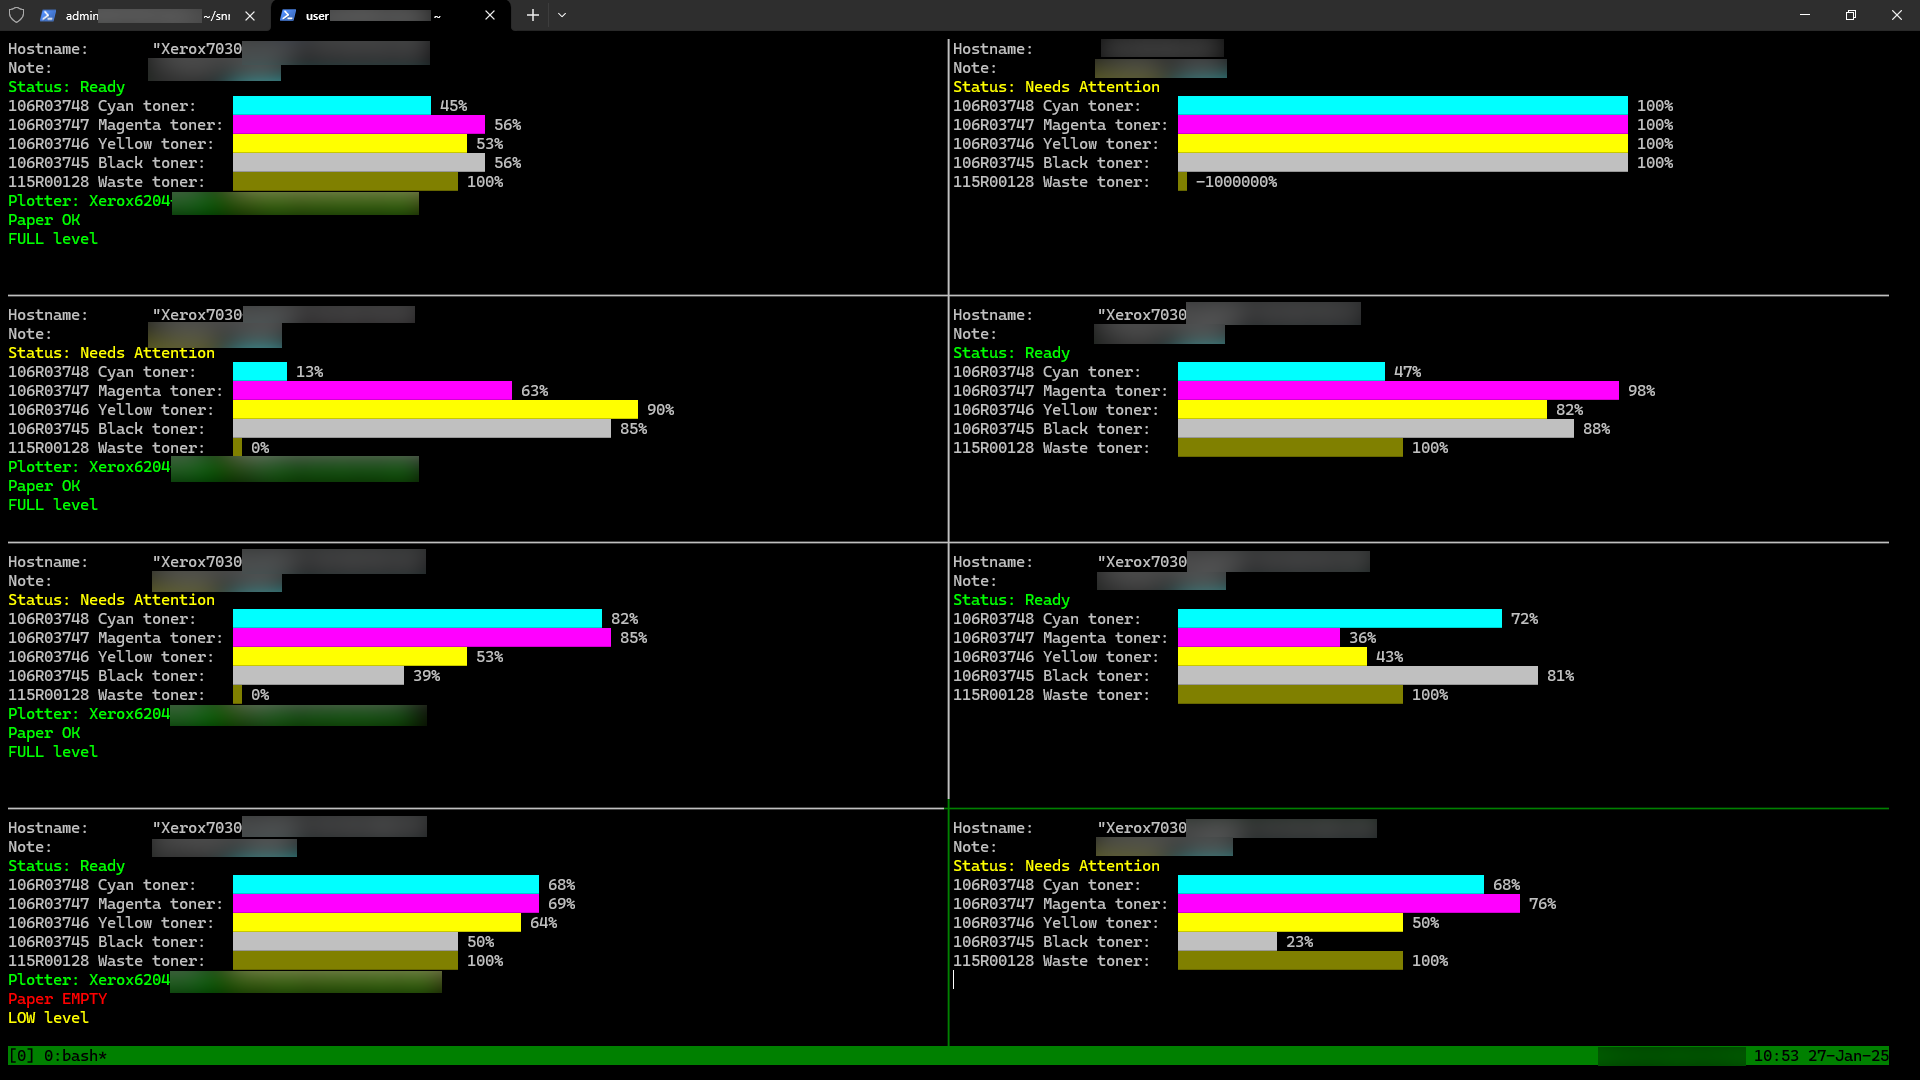 admin ~/snı
user ~
Hostname: "Xerox7030
Note:
Status: Ready
106R03748 Cyan toner: 45%
106R03747 Magenta toner: 56%
106R03746 Yellow toner: 53%
106R03745 Black toner: 56%
115R00128 Waste toner: 100%
Plotter: Xerox6204
Paper OK
FULL level
Hostname:
Note:
Status: Needs Attention
106R03748 Cyan toner: 100%
106R03747 Magenta toner: 100%
106R03746 Yellow toner: 100%
106R03745 Black toner: 100%
115R00128 Waste toner: -1000000%
Hostname: "Xerox7030
Note:
Status: Needs Attention
106R03748 Cyan toner: 13%
106R03747 Magenta toner: 63%
106R03746 Yellow toner: 90%
106R03745 Black toner: 85%
115R00128 Waste toner: 0%
Plotter: Xerox6204
Paper OK
FULL level
Hostname: "Xerox7030
Note:
Status: Ready
106R03748 Cyan toner: 47%
106R03747 Magenta toner: 98%
106R03746 Yellow toner: 82%
106R03745 Black toner: 88%
115R00128 Waste toner: 100%
Hostname: "Xerox7030
Note:
Status: Needs Attention
106R03748 Cyan toner: 82%
106R03747 Magenta toner: 85%
106R03746 Yellow toner: 53%
106R03745 Black toner: 39%
115R00128 Waste toner: 0%
Plotter: Xerox6204
Paper OK
FULL level
Hostname: "Xerox7030
Note:
Status: Ready
106R03748 Cyan toner: 72%
106R03747 Magenta toner: 36%
106R03746 Yellow toner: 43%
106R03745 Black toner: 81%
115R00128 Waste toner: 100%
Hostname: "Xerox7030
Note:
Status: Ready
106R03748 Cyan toner: 68%
106R03747 Magenta toner: 69%
106R03746 Yellow toner: 64%
106R03745 Black toner: 50%
115R00128 Waste toner: 100%
Plotter: Xerox6204
Paper EMPTY
LOW level
Hostname: "Xerox7030
Note:
Status: Needs Attention
106R03748 Cyan toner: 68%
106R03747 Magenta toner: 76%
106R03746 Yellow toner: 50%
106R03745 Black toner: 23%
115R00128 Waste toner: 100%
[0] 0:bash* 10:53 27-Jan-25